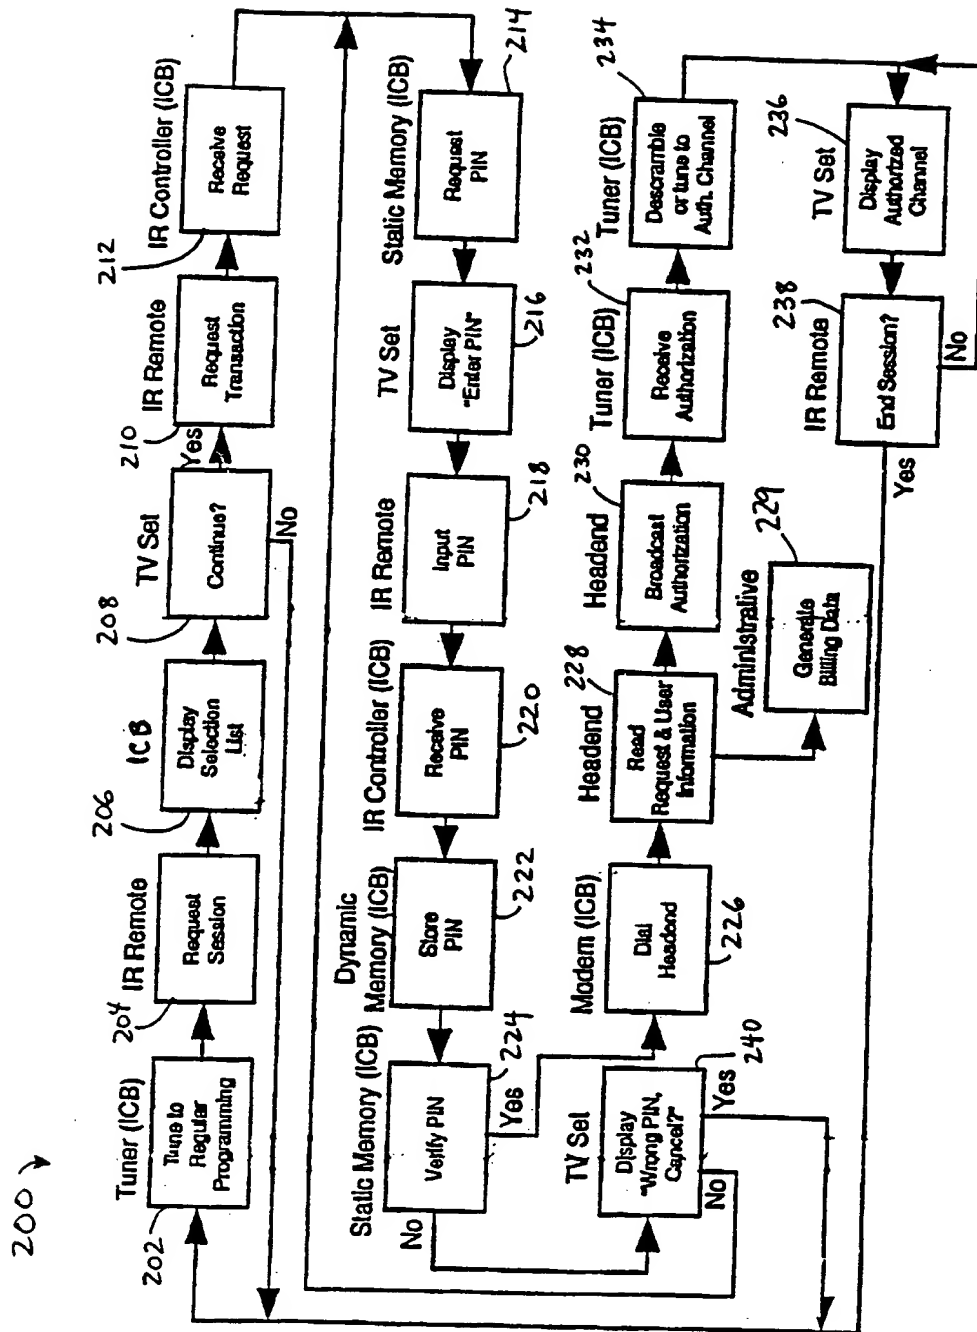 200
Tuner (ICB)
Tune to
Regular
Programming
202
IR Remote
Request
Session
204
ICB
Display
Selection
List
206
TV Set
Continue?
208
Yes
No
IR Remote
Request
Transaction
210
IR Controller (ICB)
Receive
Request
212
Static Memory (ICB)
Request
PIN
214
TV Set
Display
"Enter PIN"
216
IR Remote
Input
PIN
218
IR Controller (ICB)
Receive
PIN
220
Dynamic
Memory (ICB)
Store
PIN
222
Static Memory (ICB)
Verify PIN
224
Yes
No
TV Set
Display
"Wrong PIN,
Cancel?"
240
No
Yes
Modem (ICB)
Dial
Headend
226
Headend
Read
Request & User
Information
228
Administrative
Generate
Billing Data
229
Headend
Broadcast
Authorization
230
Tuner (ICB)
Receive
Authorization
232
Tuner (ICB)
Descramble
or tune to
Auth. Channel
234
TV Set
Display
Authorized
Channel
236
IR Remote
End Session?
238
No
Yes